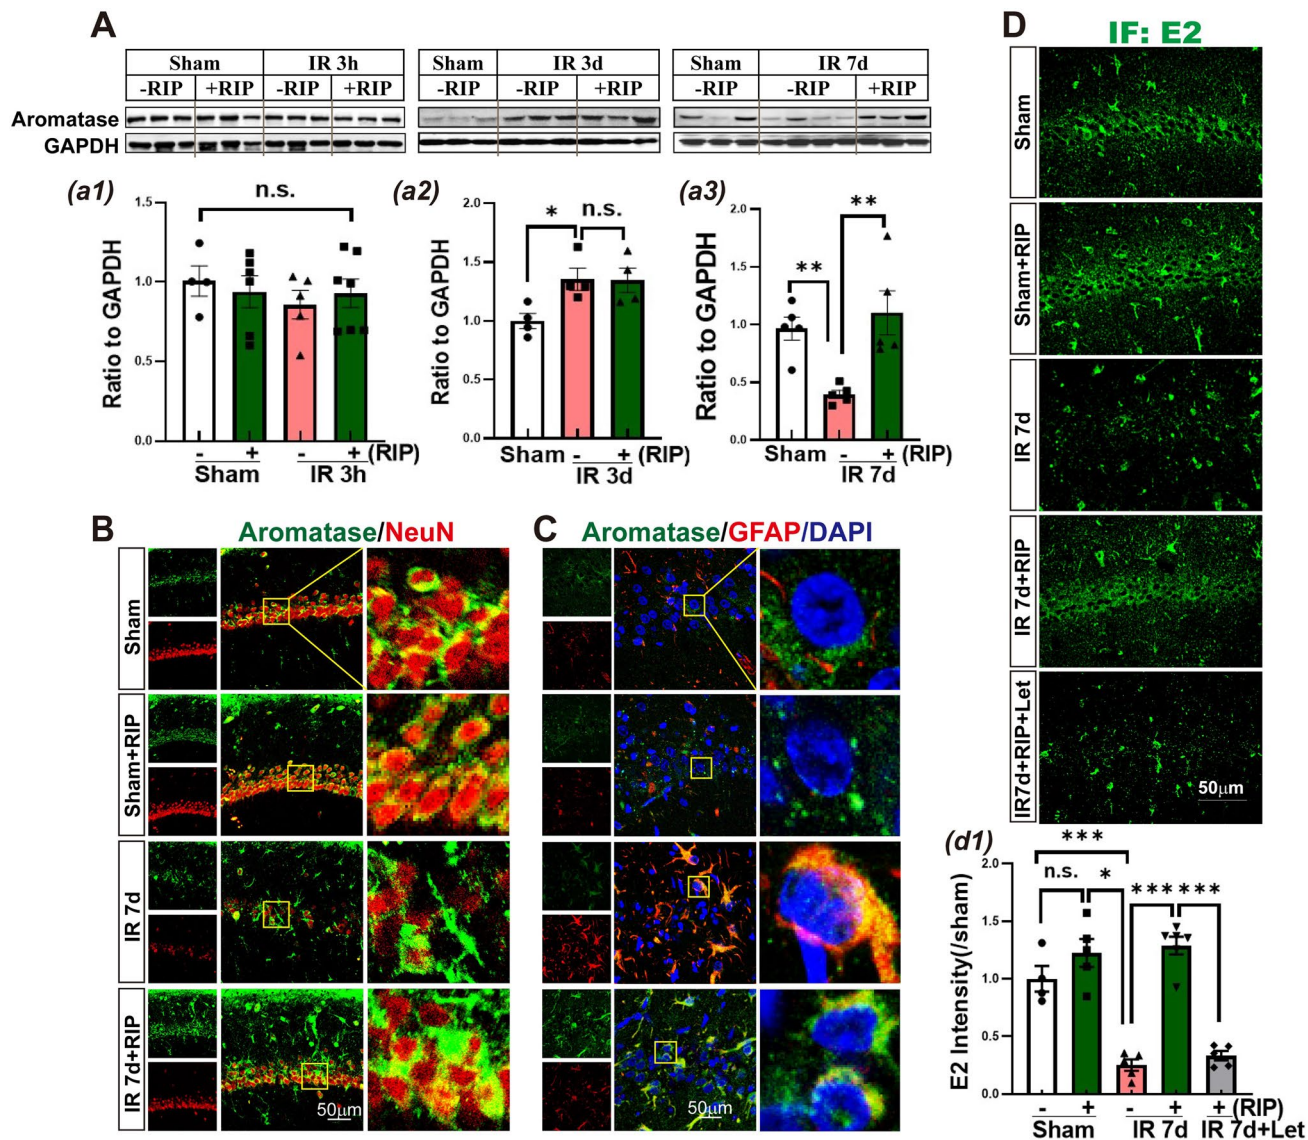 A
Sham IR 3h
-RIP +RIP -RIP +RIP
Sham IR 3d
-RIP -RIP +RIP
Sham IR 7d
-RIP -RIP +RIP
Aromatase
GAPDH
(a1)
Ratio to GAPDH
1.5
1.0
0.5
0.0
n.s.
- + - + (RIP)
Sham IR 3h
(a2)
Ratio to GAPDH
2.0
1.5
1.0
0.5
0.0
* n.s.
Sham - + (RIP)
IR 3d
(a3)
Ratio to GAPDH
2.0
1.5
1.0
0.5
0.0
** **
Sham - + (RIP)
IR 7d
B
Aromatase/NeuN
Sham
Sham+RIP
IR 7d
IR 7d+RIP
50μm
C
Aromatase/GFAP/DAPI
50μm
D
IF: E2
Sham
Sham+RIP
IR 7d
IR 7d+RIP
IR7d+RIP+Let
50μm
(d1)
E2 Intensity(/sham)
2.0
1.5
1.0
0.5
0.0
***
n.s. * *** ***
- + - + + (RIP)
Sham IR 7d IR 7d+Let